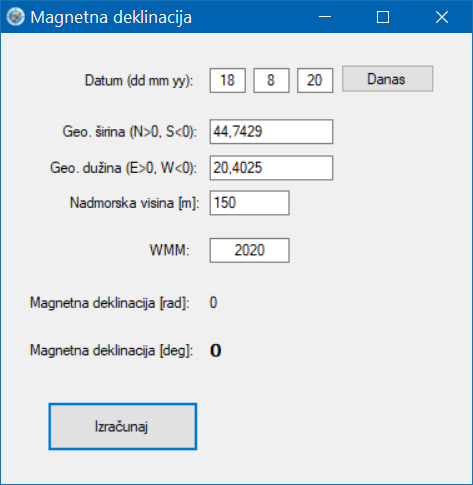 Magnetna deklinacija
Datum (dd mm yy): 18 8 20 Danas
Geo. širina (N>0, S<0): 44,7429
Geo. dužina (E>0, W<0): 20,4025
Nadmorska visina [m]: 150
WMM: 2020
Magnetna deklinacija [rad]: 0
Magnetna deklinacija [deg]: 0
Izračunaj